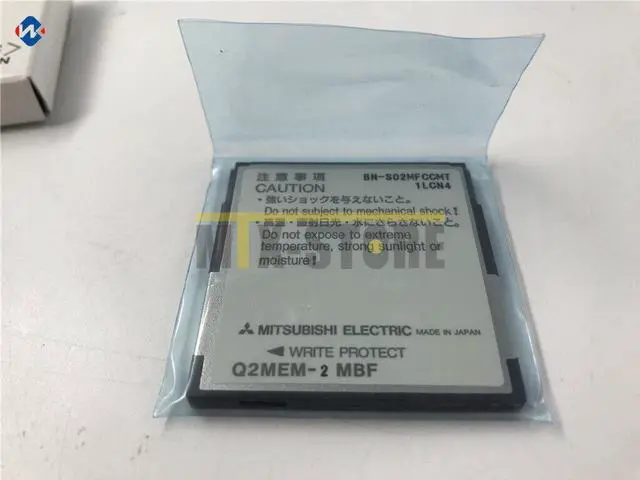 注意事項 BN-S02MFCCMT
CAUTION 1LCN4
・強いショックを与えないこと。
Do not subject to mechanical shock!
高温・直射日光・水にさらさないこと。
Do not expose to extreme
temperature, strong sunlight or
moisture!
MTX-STORE
MITSUBISHI ELECTRIC MADE IN JAPAN
◄ WRITE PROTECT
Q2MEM-2 MBF